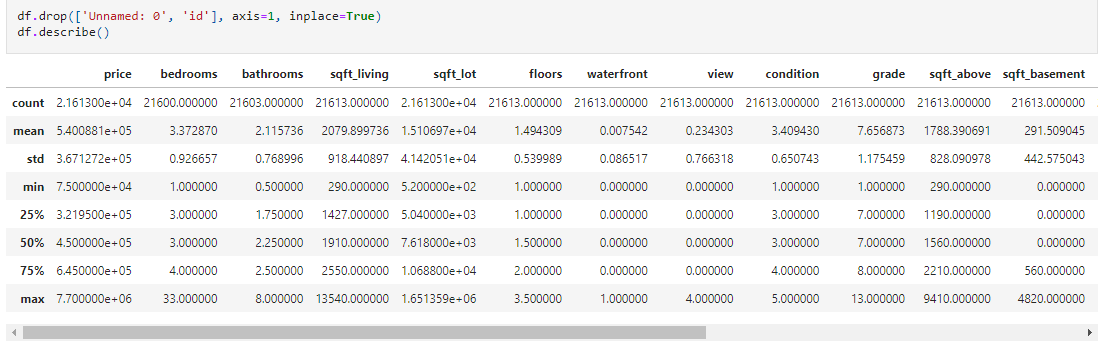 df.drop(['Unnamed: 0', 'id'], axis=1, inplace=True)
df.describe()
price bedrooms bathrooms sqft_living sqft_lot floors waterfront view condition grade sqft_above sqft_basement
count 2.161300e+04 21600.000000 21603.000000 21613.000000 2.161300e+04 21613.000000 21613.000000 21613.000000 21613.000000 21613.000000 21613.000000 21613.000000
mean 5.400881e+05 3.372870 2.115736 2079.899736 1.510697e+04 1.494309 0.007542 0.234303 3.409430 7.656873 1788.390691 291.509045
std 3.671272e+05 0.926657 0.768996 918.440897 4.142051e+04 0.539989 0.086517 0.766318 0.650743 1.175459 828.090978 442.575043
min 7.500000e+04 1.000000 0.500000 290.000000 5.200000e+02 1.000000 0.000000 0.000000 1.000000 1.000000 290.000000 0.000000
25% 3.219500e+05 3.000000 1.750000 1427.000000 5.040000e+03 1.000000 0.000000 0.000000 3.000000 7.000000 1190.000000 0.000000
50% 4.500000e+05 3.000000 2.250000 1910.000000 7.618000e+03 1.500000 0.000000 0.000000 3.000000 7.000000 1560.000000 0.000000
75% 6.450000e+05 4.000000 2.500000 2550.000000 1.068800e+04 2.000000 0.000000 0.000000 4.000000 8.000000 2210.000000 560.000000
max 7.700000e+06 33.000000 8.000000 13540.000000 1.651359e+06 3.500000 1.000000 4.000000 5.000000 13.000000 9410.000000 4820.000000